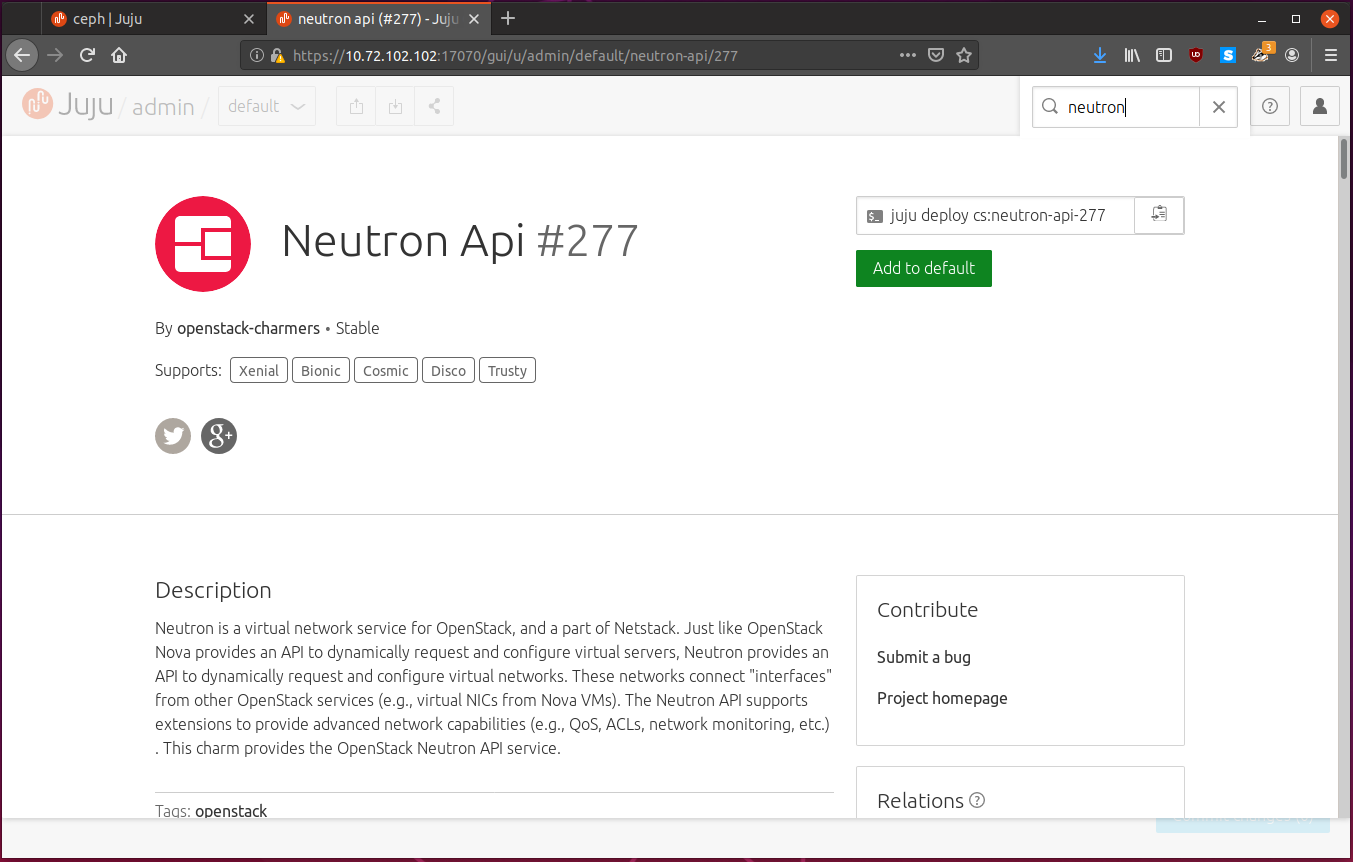 ceph | Juju
neutron api (#277) - Juju
https://10.72.102.102:17070/gui/u/admin/default/neutron-api/277
3
Juju / admin / default
neutron
Neutron Api #277
juju deploy cs:neutron-api-277
Add to default
By openstack-charmers • Stable
Supports: Xenial Bionic Cosmic Disco Trusty
Description
Neutron is a virtual network service for OpenStack, and a part of Netstack. Just like OpenStack
Nova provides an API to dynamically request and configure virtual servers, Neutron provides an
API to dynamically request and configure virtual networks. These networks connect "interfaces"
from other OpenStack services (e.g., virtual NICs from Nova VMs). The Neutron API supports
extensions to provide advanced network capabilities (e.g., QoS, ACLs, network monitoring, etc.)
. This charm provides the OpenStack Neutron API service.
Tags: openstack
Contribute
Submit a bug
Project homepage
Relations